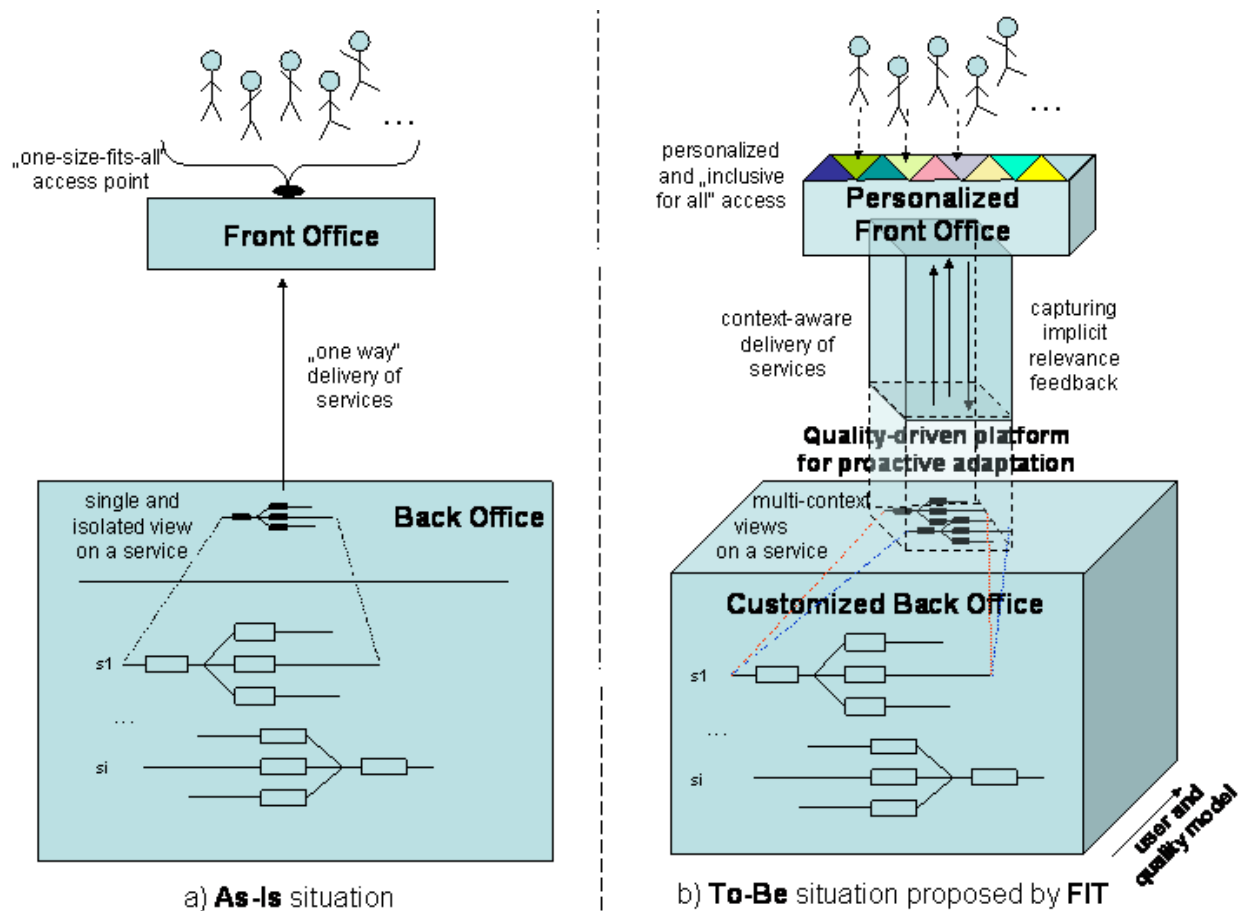 „one-size-fits-all"
access point
. . .
Front Office
„one way"
delivery of
services
single and
isolated view
on a service
Back Office
s1
. . .
si
a) As-Is situation
. . .
personalized
and „inclusive
for all" access
Personalized
Front Office
context-aware
delivery of
services
capturing
implicit
relevance
feedback
Quality-driven platform
for proactive adaptation
multi-context
views
on a service
Customized Back Office
s1
...
si
user and
quality model
b) To-Be situation proposed by FIT